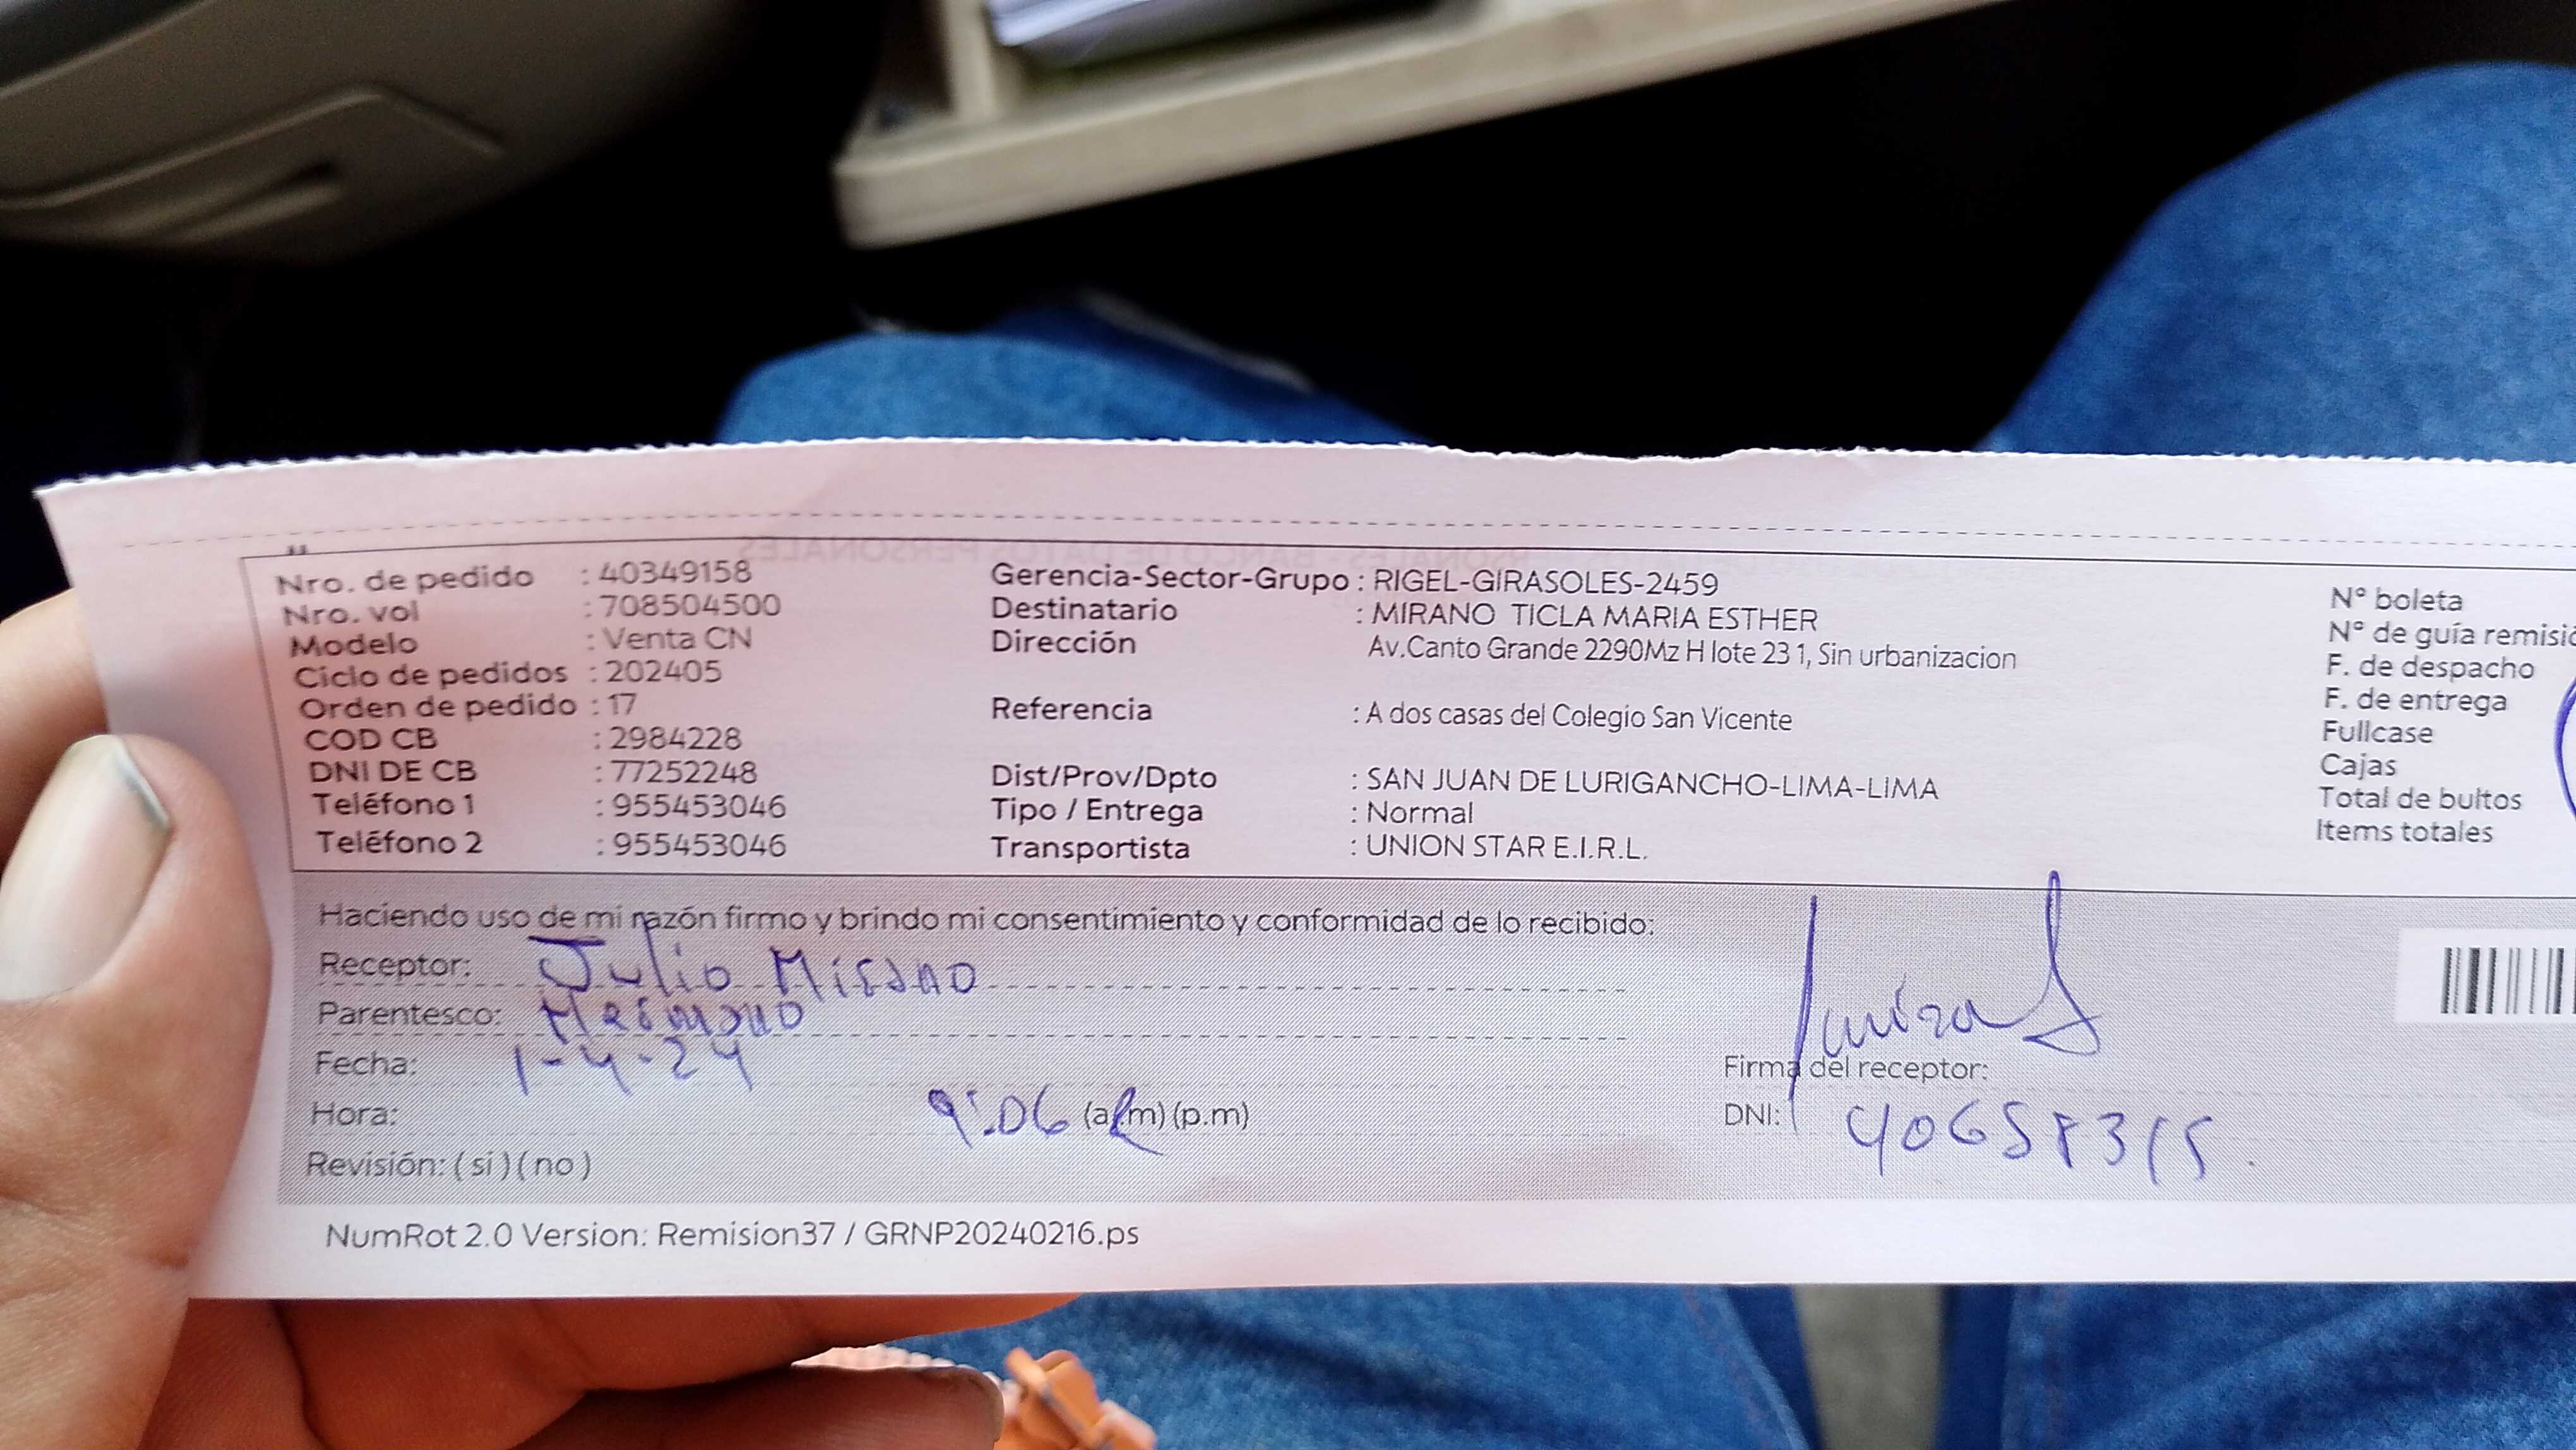 Nro. de pedido : 40349158
Nro. vol : 708504500
Modelo : Venta CN
Ciclo de pedidos : 202405
Orden de pedido : 17
COD CB : 2984228
DNI DE CB : 77252248
Teléfono 1 : 955453046
Teléfono 2 : 955453046
Gerencia-Sector-Grupo : RIGEL-GIRASOLES-2459
Destinatario : MIRANO TICLA MARIA ESTHER
Dirección Av.Canto Grande 2290Mz H lote 23 1, Sin urbanizacion
Referencia : A dos casas del Colegio San Vicente
Dist/Prov/Dpto : SAN JUAN DE LURIGANCHO-LIMA-LIMA
Tipo / Entrega : Normal
Transportista : UNION STAR E.I.R.L.
N° boleta
N° de guía remisió
F. de despacho
F. de entrega
Fullcase
Cajas
Total de bultos
Items totales
Haciendo uso de mi razón firmo y brindo mi consentimiento y conformidad de lo recibido:
Receptor: Julio Mirano
Parentesco: Hermano
Fecha: 1-4-24
Hora: 9:06 (a.m) (p.m)
Revisión: ( si ) ( no )
Firma del receptor:
DNI:
NumRot 2.0 Version: Remision37 / GRNP20240216.ps